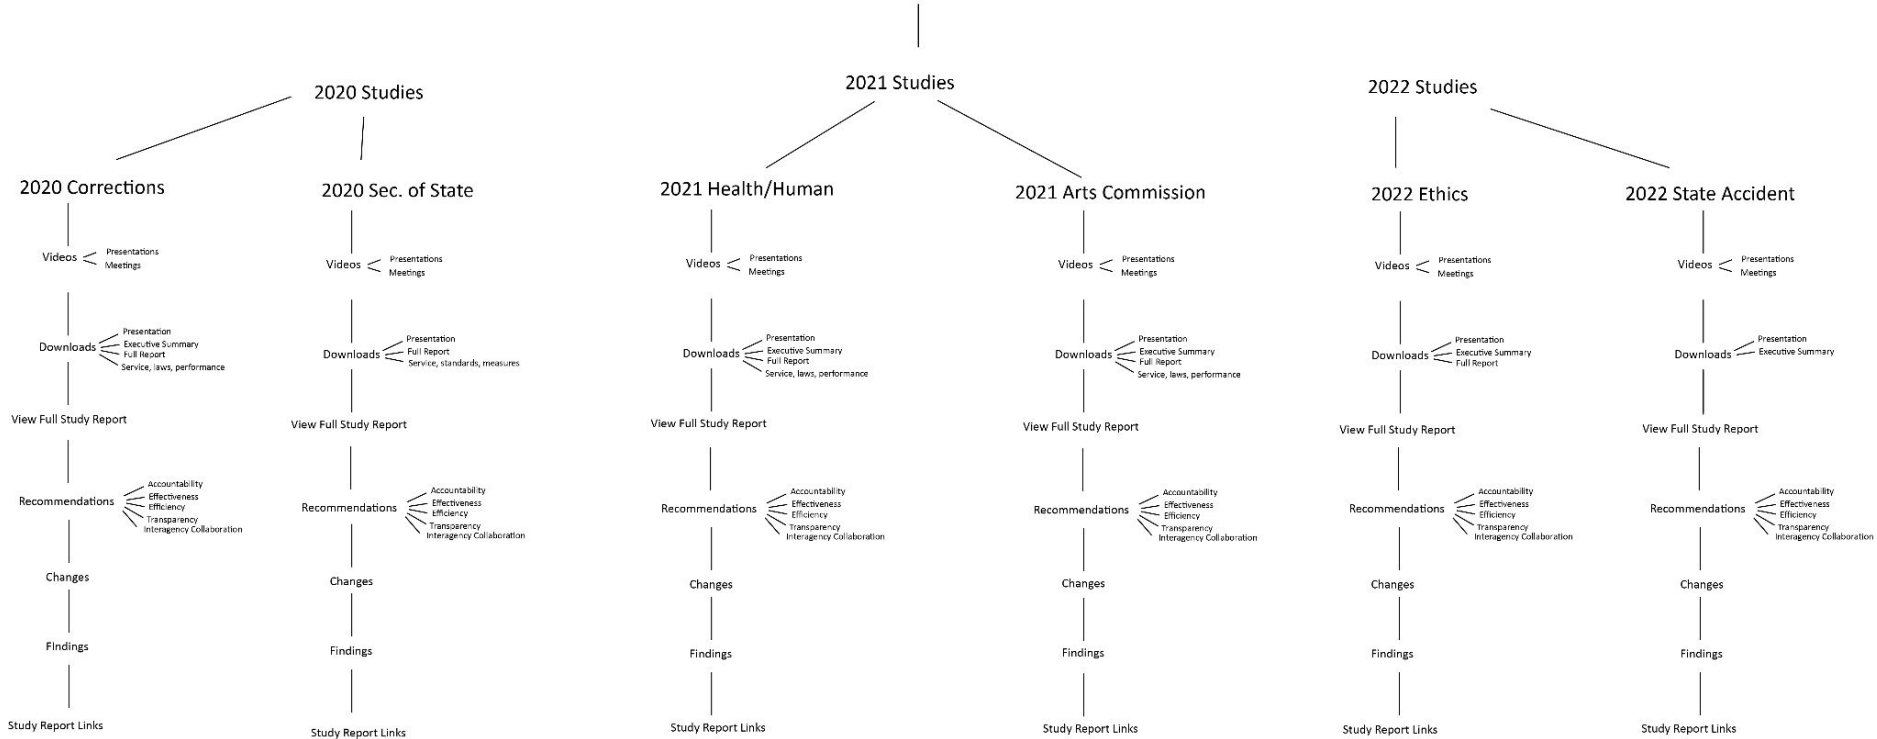 2020 Studies
2021 Studies
2022 Studies
2020 Corrections
2020 Sec. of State
2021 Health/Human
2021 Arts Commission
2022 Ethics
2022 State Accident
Videos
Presentations
Meetings
Downloads
Presentation
Executive Summary
Full Report
Service, laws, performance
View Full Study Report
Recommendations
Accountability
Effectiveness
Efficiency
Transparency
Interagency Collaboration
Changes
FIndings
Study Report Links
Videos
Presentations
Meetings
Downloads
Presentation
Full Report
Service, standards, measures
View Full Study Report
Recommendations
Accountability
Effectiveness
Efficiency
Transparency
Interagency Collaboration
Changes
Findings
Study Report Links
Videos
Presentations
Meetings
Downloads
Presentation
Executive Summary
Full Report
Service, laws, performance
View Full Study Report
Recommendations
Accountability
Effectiveness
Efficiency
Transparency
Interagency Collaboration
Changes
Findings
Study Report Links
Videos
Presentations
Meetings
Downloads
Presentation
Executive Summary
Full Report
Service, laws, performance
View Full Study Report
Recommendations
Accountability
Effectiveness
Efficiency
Transparency
Interagency Collaboration
Changes
Findings
Study Report Links
Videos
Presentations
Meetings
Downloads
Presentation
Executive Summary
Full Report
View Full Study Report
Recommendations
Accountability
Effectiveness
Efficiency
Transparency
Interagency Collaboration
Changes
Findings
Study Report Links
Videos
Presentations
Meetings
Downloads
Presentation
Executive Summary
View Full Study Report
Recommendations
Accountability
Effectiveness
Efficiency
Transparency
Interagency Collaboration
Changes
Findings
Study Report Links